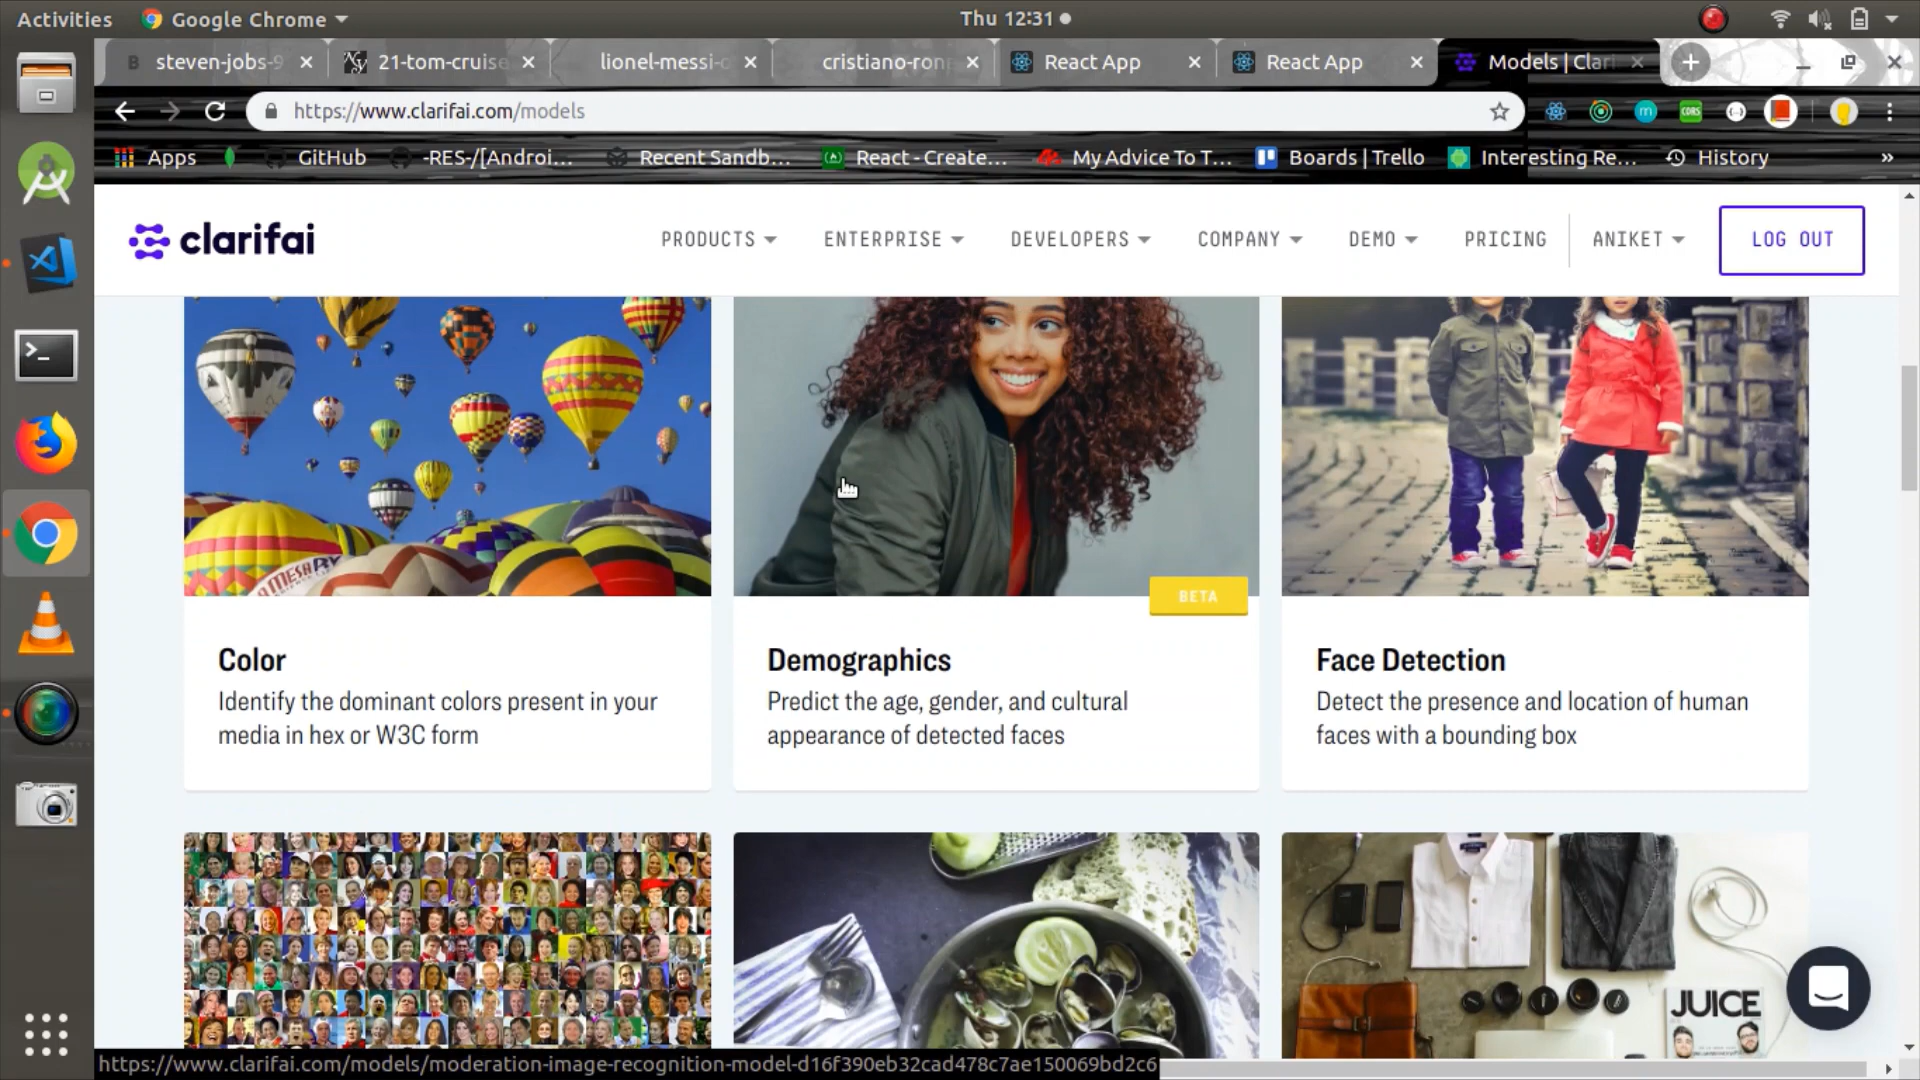 Activities
Google Chrome
Thu 12:31
steven-jobs-9
21-tom-cruise
lionel-messi-c
cristiano-ron
React App
React App
Models | Clari
https://www.clarifai.com/models
Apps
GitHub
-RES-/[Androi...
Recent Sandb...
React - Create...
My Advice To T...
Boards | Trello
Interesting Re...
History
»
clarifai
PRODUCTS
ENTERPRISE
DEVELOPERS
COMPANY
DEMO
PRICING
ANIKET
LOG OUT
MESA
BETA
Color
Identify the dominant colors present in your
media in hex or W3C form
Demographics
Predict the age, gender, and cultural
appearance of detected faces
Face Detection
Detect the presence and location of human
faces with a bounding box
JUICE
https://www.clarifai.com/models/moderation-image-recognition-model-d16f390eb32cad478c7ae150069bd2c6